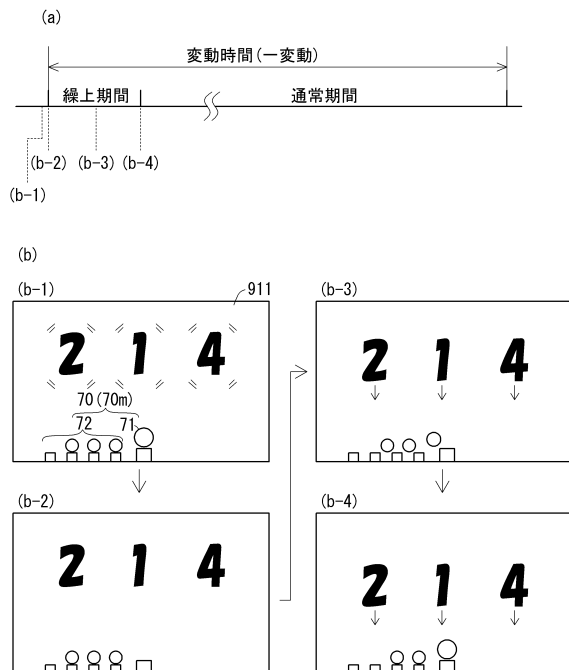 (a)
変動時間(一変動)
繰上期間
通常期間
(b-2) (b-3) (b-4)
(b-1)
(b)
(b-1)
911
2 1 4
70(70m)
72
71
(b-3)
2 1 4
(b-2)
2 1 4
(b-4)
2 1 4